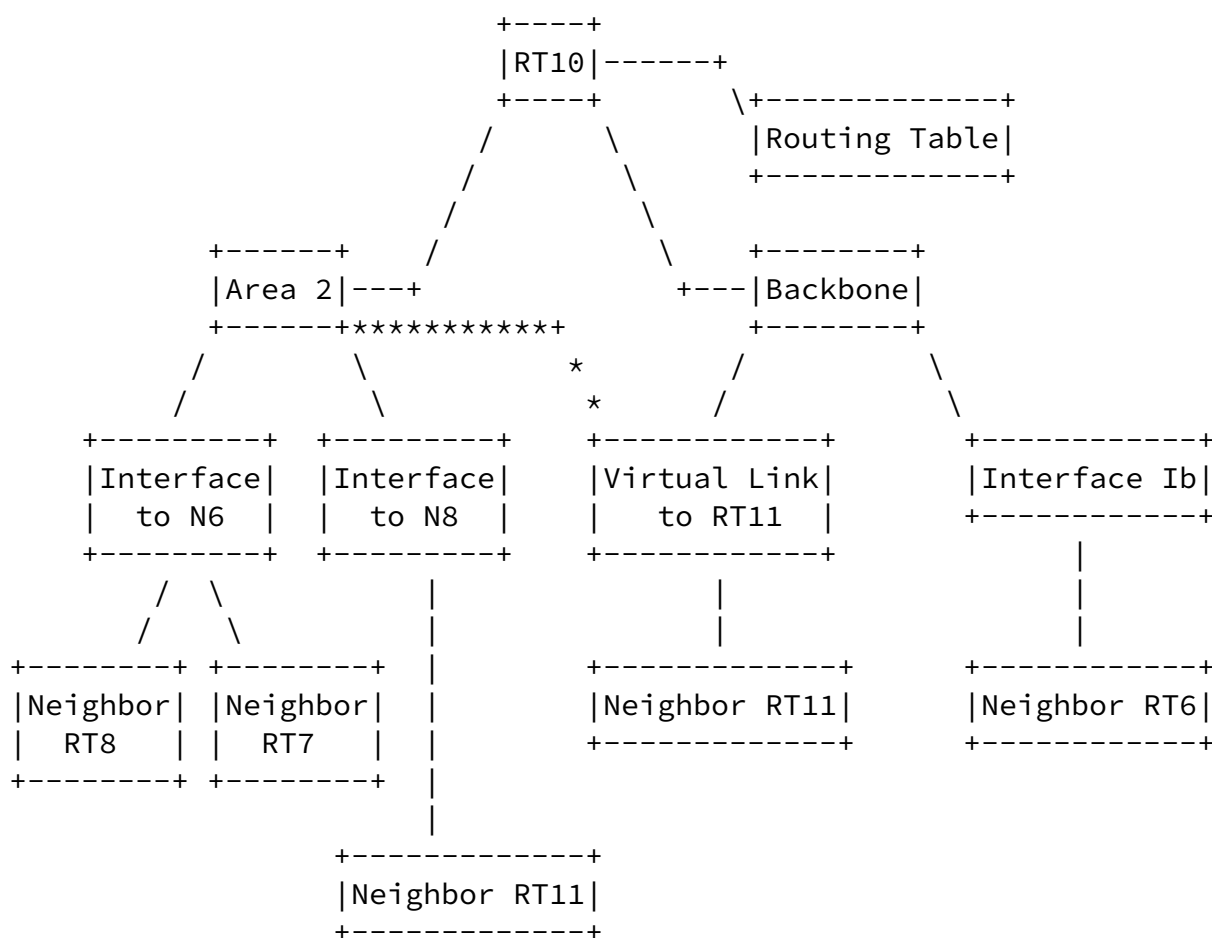 RT10
Routing Table
Area 2
Backbone
Interface
to N6
Interface
to N8
Virtual Link
to RT11
Interface Ib
Neighbor
RT8
Neighbor
RT7
Neighbor RT11
Neighbor RT6
Neighbor RT11